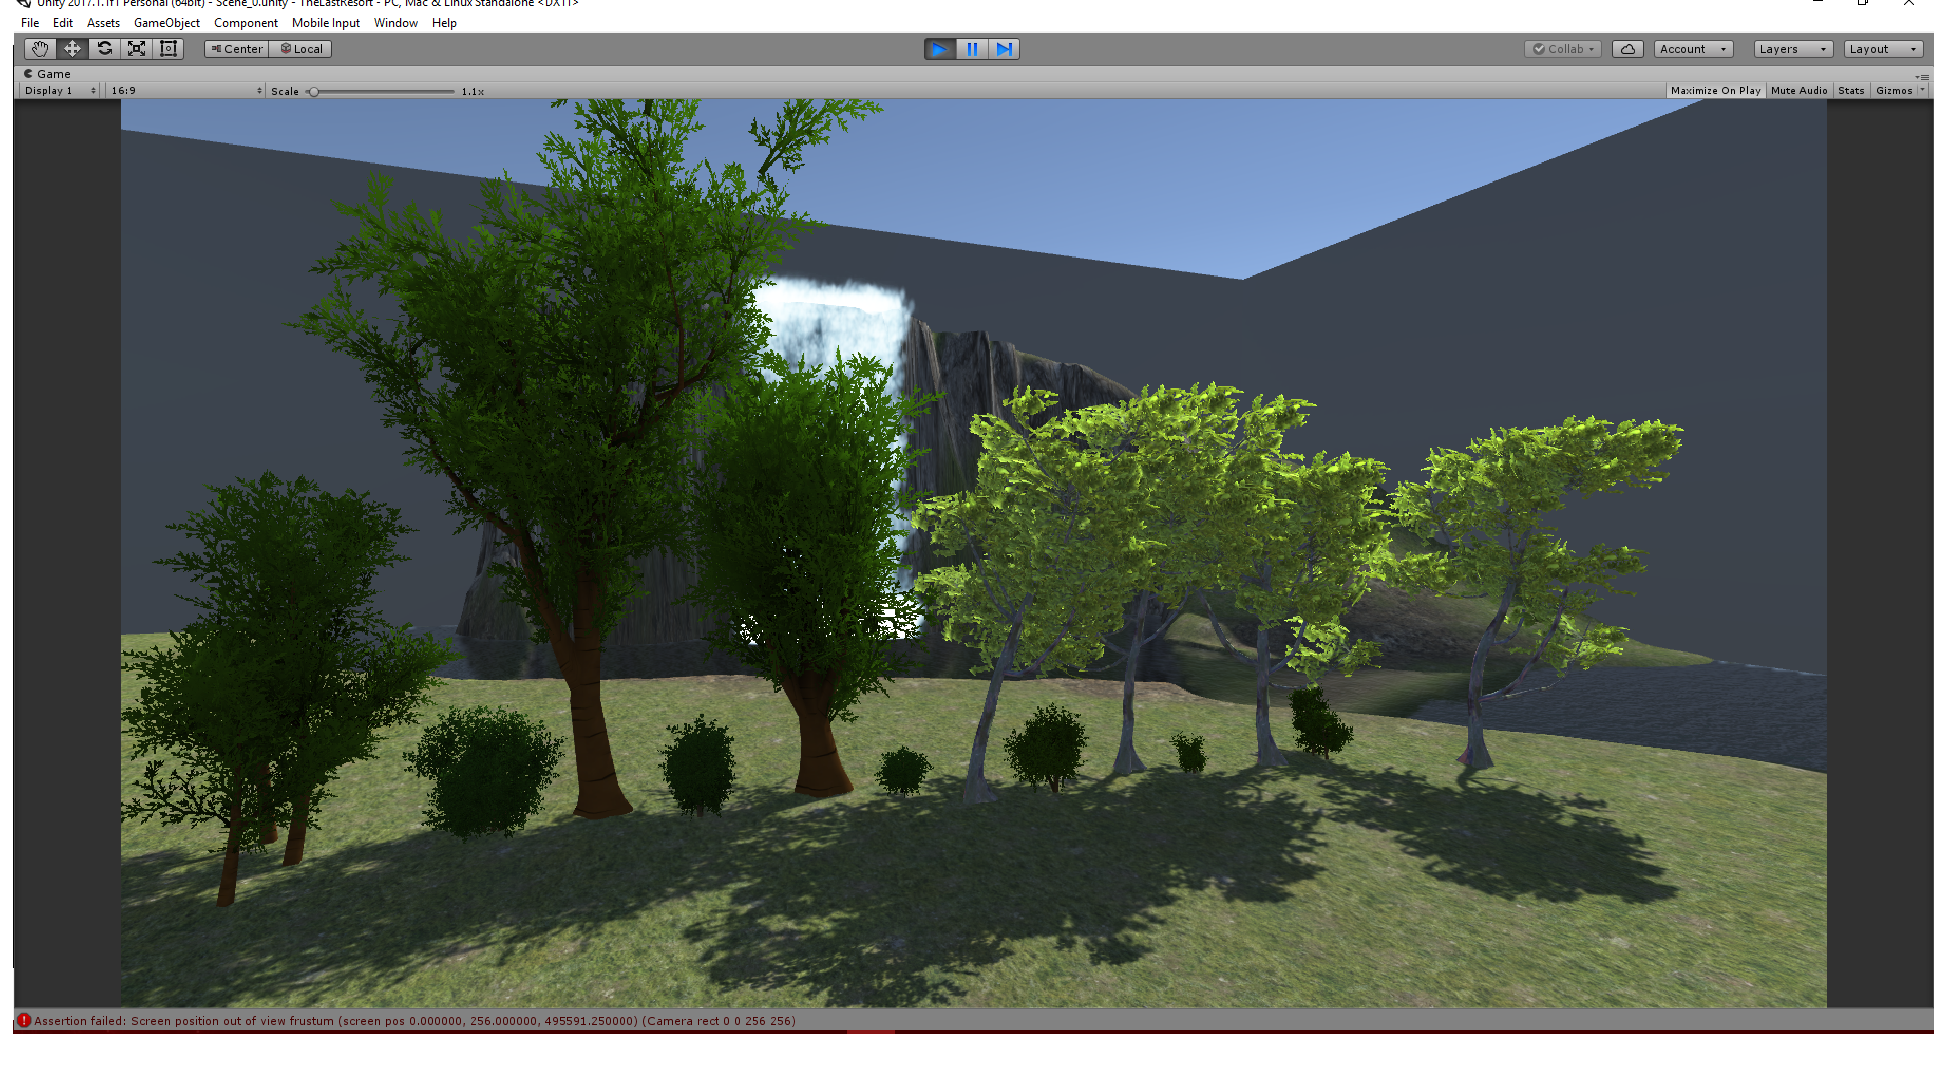 Unity 2017.1.1f1 Personal (64bit) - Scene_0.unity - TheLastResort - PC, Mac & Linux Standalone <DX11>
File Edit Assets GameObject Component Mobile Input Window Help
Center Local Collab Account Layers Layout
Game
Display 1 16:9 Scale 1.1x Maximize On Play Mute Audio Stats Gizmos
Assertion failed: Screen position out of view frustum (screen pos 0.000000, 256.000000, 495591.250000) (Camera rect 0 0 256 256)